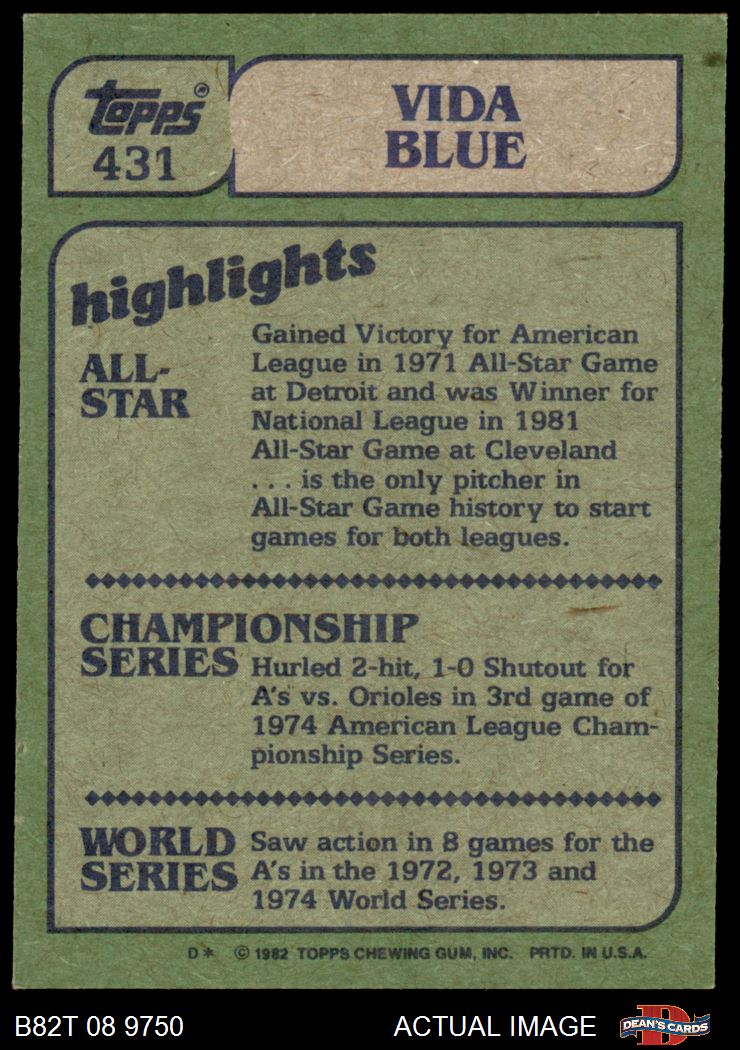 topps®
431
VIDA
BLUE
highlights
ALL-
STAR
Gained Victory for American
League in 1971 All-Star Game
at Detroit and was Winner for
National League in 1981
All-Star Game at Cleveland
. . . is the only pitcher in
All-Star Game history to start
games for both leagues.
CHAMPIONSHIP
SERIES
Hurled 2-hit, 1-0 Shutout for
A's vs. Orioles in 3rd game of
1974 American League Cham-
pionship Series.
WORLD
SERIES
Saw action in 8 games for the
A's in the 1972, 1973 and
1974 World Series.
D* © 1982 TOPPS CHEWING GUM, INC. PRTD. IN U.S.A.
B82T 08 9750 ACTUAL IMAGE
D
DEAN'S CARDS